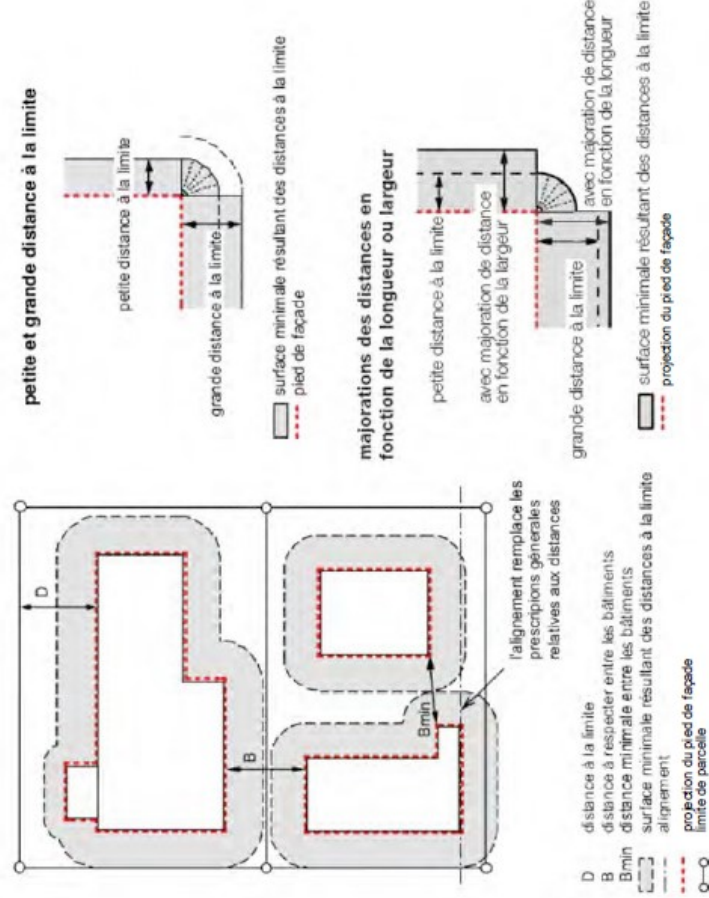 D
B
Bmin
l'alignement remplace les
prescripions générales
relatives aux distances
D distance à la limite
B distance à respecter entre les bâtiments
Bmin distance minimale entre les bâtiments
surface minimale résultant des distances à la limite
alignement
projection du pied de façade
limite de parcelle
petite et grande distance à la limite
petite distance à la limite
grande distance à la limite
surface minimale résultant des distances à la limite
pied de façade
majorations des distances en
fonction de la longueur ou largeur
petite distance à la limite
avec majoration de distance
en fonction de la largeur
grande distance à la limite
avec majoration de distance
en fonction de la longueur
surface minimale résultant des distances à la limite
projection du pied de façade